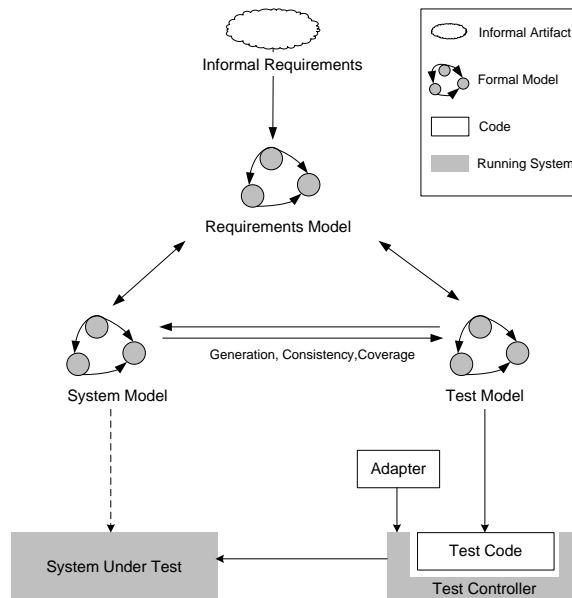 Informal Artifact
Informal Requirements
Formal Model
Code
Running System
Requirements Model
Generation, Consistency,Coverage
System Model
Test Model
Adapter
System Under Test
Test Code
Test Controller